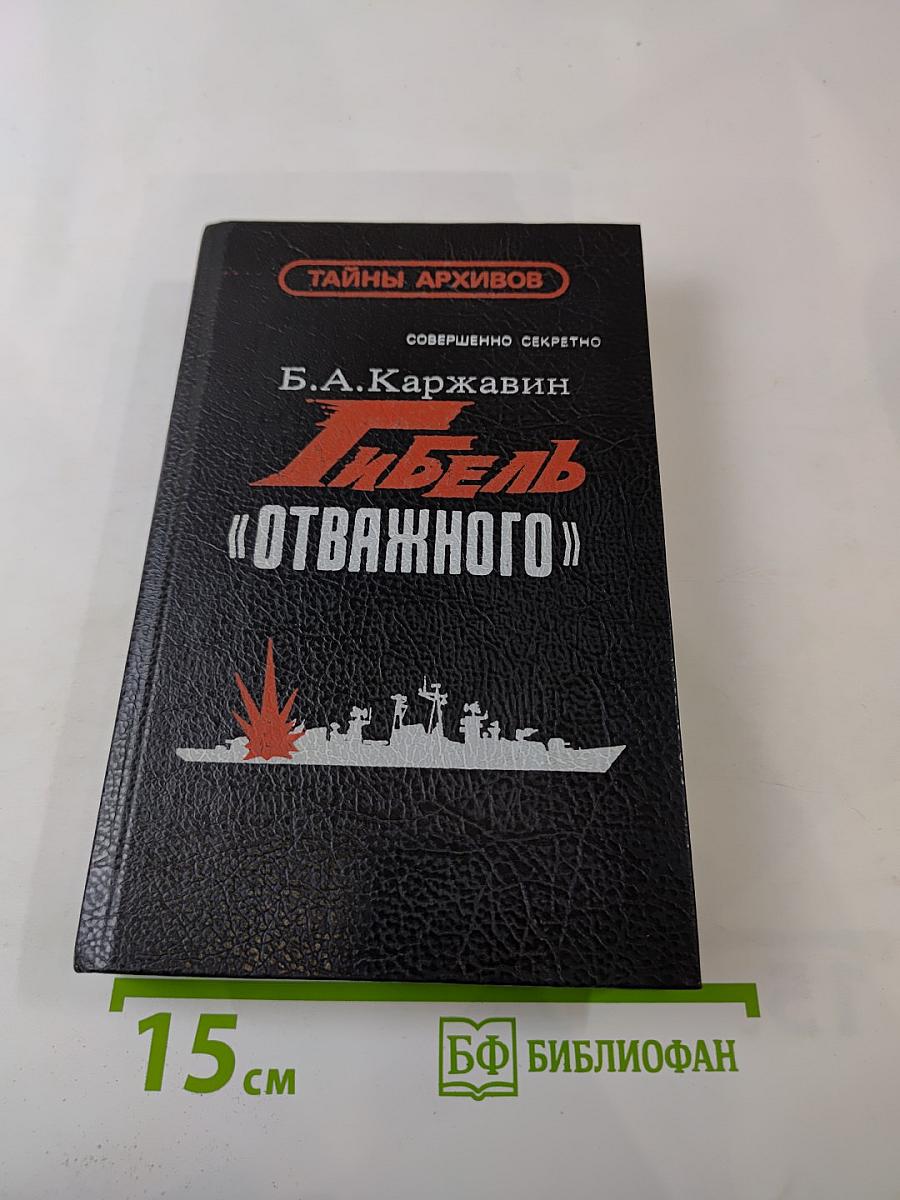 ТАЙНЫ АРХИВОВ
СОВЕРШЕННО СЕКРЕТНО
Б.А.Каржавин
ГИБЕЛЬ
«ОТВАЖНОГО»
15 см
БФ БИБЛИОФАН